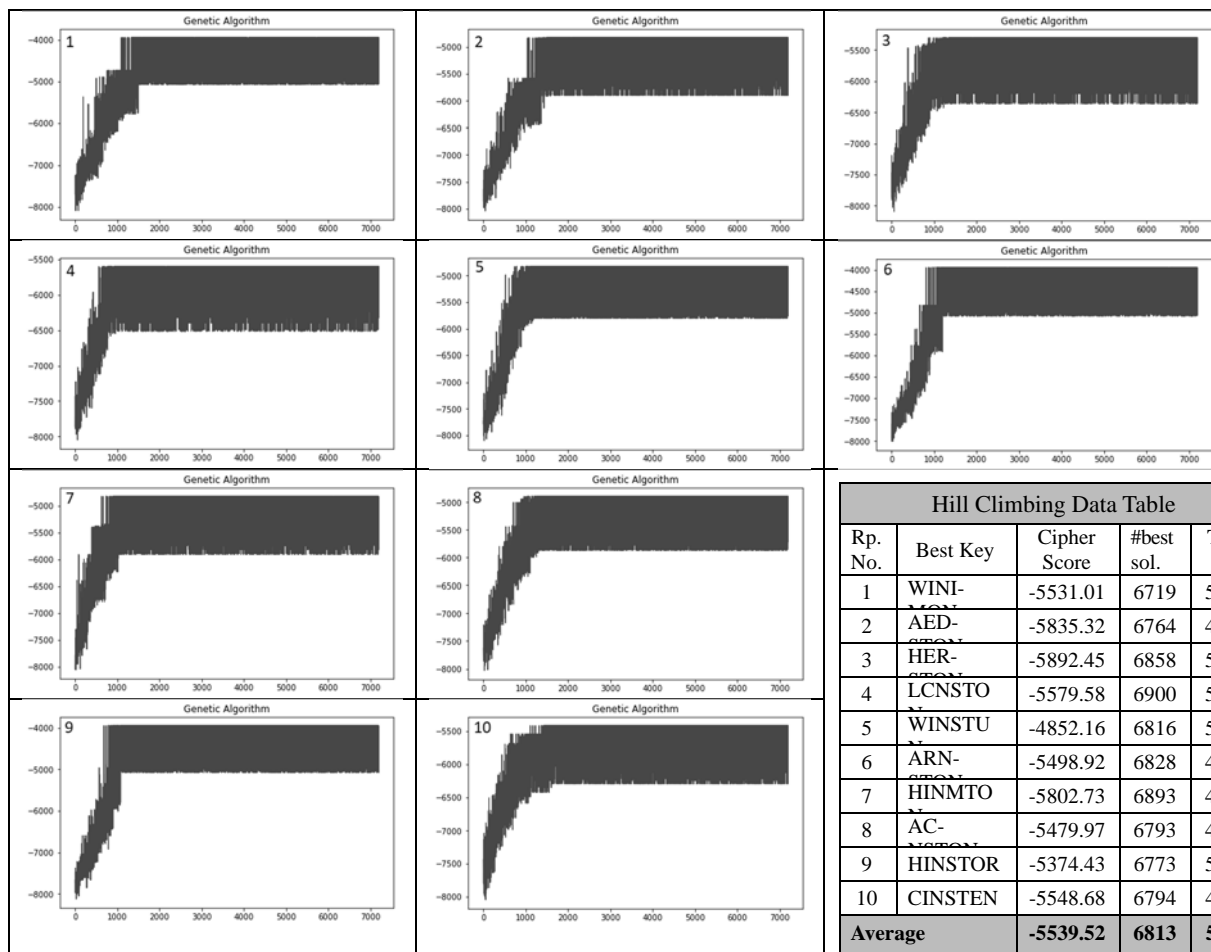 Genetic Algorithm
1
−4000
−5000
−6000
−7000
−8000
0 1000 2000 3000 4000 5000 6000 7000
Genetic Algorithm
2
−5000
−5500
−6000
−6500
−7000
−7500
−8000
0 1000 2000 3000 4000 5000 6000 7000
Genetic Algorithm
3
−5500
−6000
−6500
−7000
−7500
−8000
0 1000 2000 3000 4000 5000 6000 7000
Genetic Algorithm
4
−5500
−6000
−6500
−7000
−7500
−8000
0 1000 2000 3000 4000 5000 6000 7000
Genetic Algorithm
5
−5000
−5500
−6000
−6500
−7000
−7500
−8000
0 1000 2000 3000 4000 5000 6000 7000
Genetic Algorithm
6
−4000
−4500
−5000
−5500
−6000
−6500
−7000
−7500
−8000
0 1000 2000 3000 4000 5000 6000 7000
Genetic Algorithm
7
−5000
−5500
−6000
−6500
−7000
−7500
−8000
0 1000 2000 3000 4000 5000 6000 7000
Genetic Algorithm
8
−5000
−5500
−6000
−6500
−7000
−7500
−8000
0 1000 2000 3000 4000 5000 6000 7000
Genetic Algorithm
9
−4000
−5000
−6000
−7000
−8000
0 1000 2000 3000 4000 5000 6000 7000
Genetic Algorithm
10
−5500
−6000
−6500
−7000
−7500
−8000
0 1000 2000 3000 4000 5000 6000 7000
Hill Climbing Data Table
Rp. No. Best Key Cipher Score #best sol.
1 WINI- -5531.01 6719 5
2 AED- -5835.32 6764 4
3 HER- -5892.45 6858 5
4 LCNSTO -5579.58 6900 5
5 WINSTU -4852.16 6816 5
6 ARN- -5498.92 6828 4
7 HINMTO -5802.73 6893 4
8 AC- -5479.97 6793 4
9 HINSTOR -5374.43 6773 5
10 CINSTEN -5548.68 6794 4
Average -5539.52 6813 5